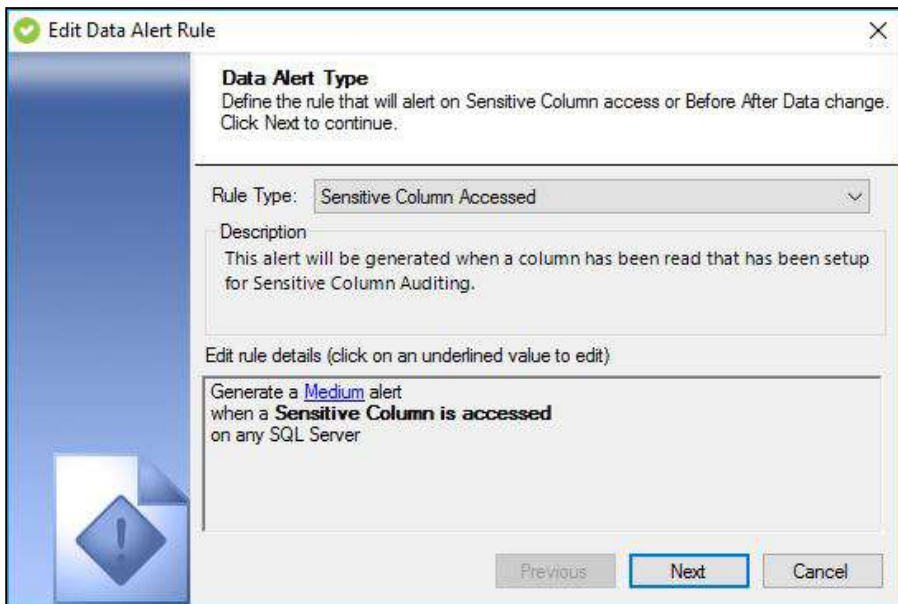 Edit Data Alert Rule
Data Alert Type
Define the rule that will alert on Sensitive Column access or Before After Data change.
Click Next to continue.
Rule Type: Sensitive Column Accessed
Description
This alert will be generated when a column has been read that has been setup
for Sensitive Column Auditing.
Edit rule details (click on an underlined value to edit)
Generate a Medium alert
when a Sensitive Column is accessed
on any SQL Server
Previous Next Cancel